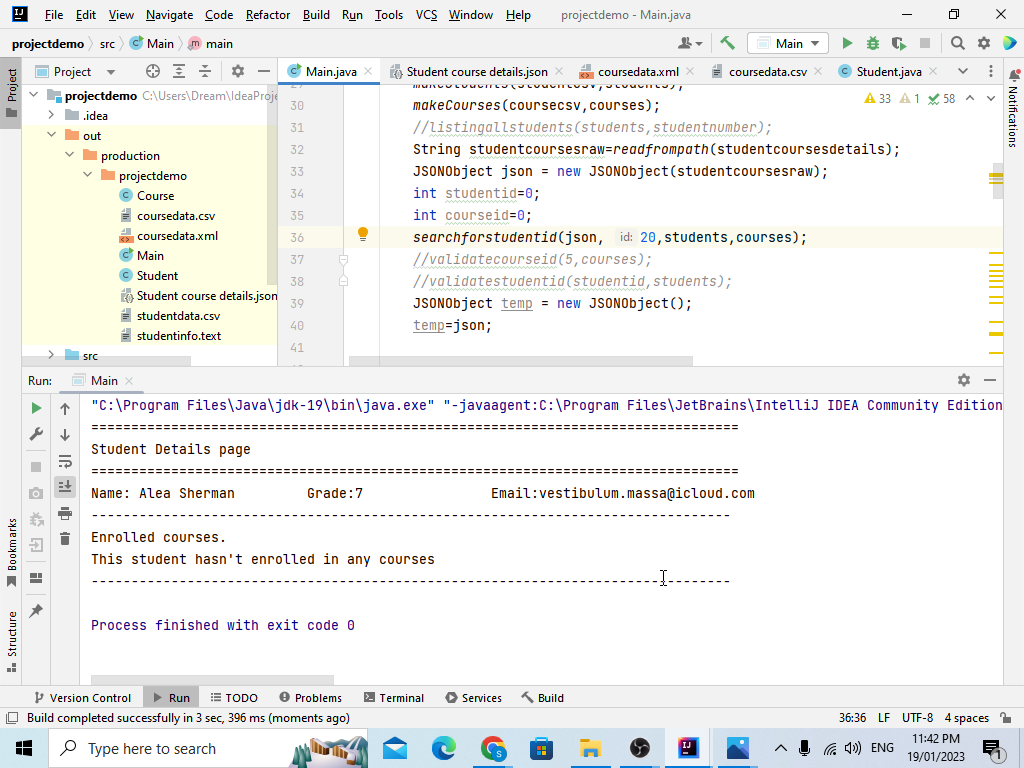 File Edit View Navigate Code Refactor Build Run Tools VCS Window Help projectdemo - Main.java
projectdemo src Main main
Main
Project
Main.java Student course details.json coursedata.xml coursedata.csv Student.java
Project
Notifications
projectdemo C:\Users\Dream\IdeaProje
.idea
out
production
projectdemo
Course
coursedata.csv
coursedata.xml
Main
Student
Student course details.json
studentdata.csv
studentinfo.text
src
33 1 58
makeStudents(studentcsv,students);
30 makeCourses(coursecsv,courses);
31 //listingallstudents(students,studentnumber);
32 String studentcoursesraw=readfrompath(studentcoursesdetails);
33 JSONObject json = new JSONObject(studentcoursesraw);
34 int studentid=0;
35 int courseid=0;
36 searchforstudentid(json, id: 20,students,courses);
37 //validatecourseid(5,courses);
38 //validatestudentid(studentid,students);
39 JSONObject temp = new JSONObject();
40 temp=json;
41
Run: Main
"C:\Program Files\Java\jdk-19\bin\java.exe" "-javaagent:C:\Program Files\JetBrains\IntelliJ IDEA Community Edition
=================================================================================
Student Details page
=================================================================================
Name: Alea Sherman Grade:7 Email:vestibulum.massa@icloud.com
--------------------------------------------------------------------------------
Enrolled courses.
This student hasn't enrolled in any courses
--------------------------------------------------------------------------------
Process finished with exit code 0
Bookmarks
Structure
Version Control Run TODO Problems Terminal Services Build
Build completed successfully in 3 sec, 396 ms (moments ago) 36:36 LF UTF-8 4 spaces
Type here to search
ENG
11:42 PM
19/01/2023
1